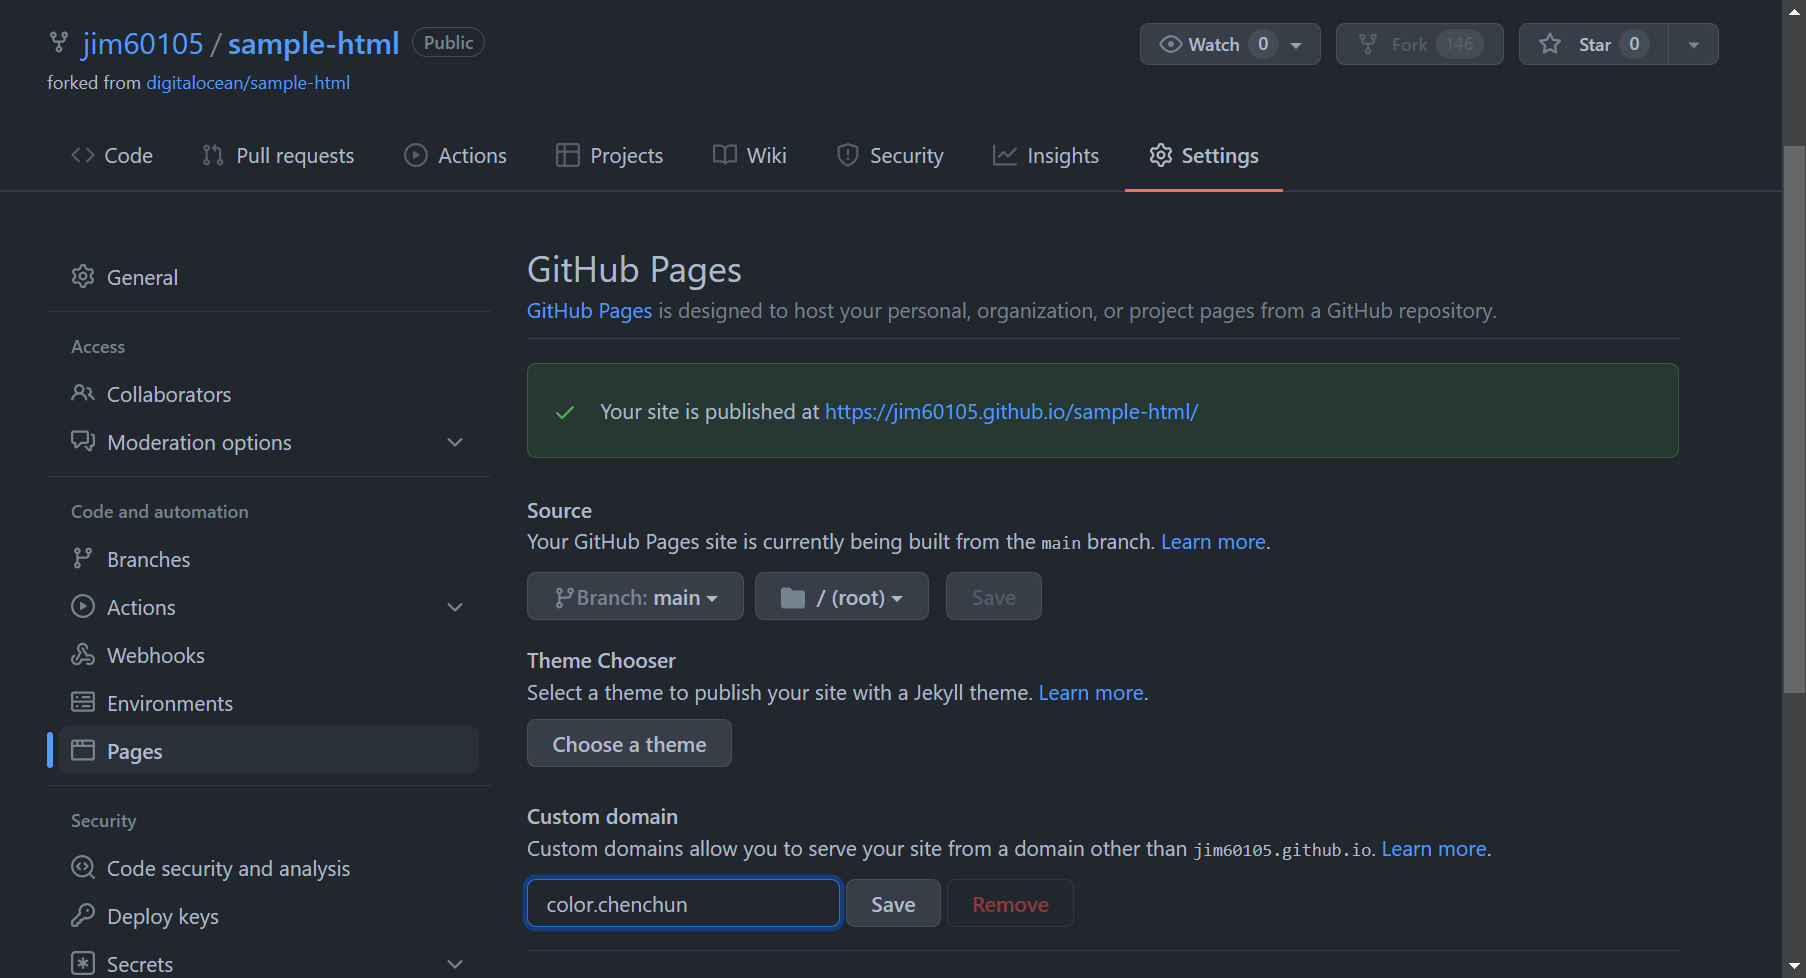 jim60105 / sample-html Public
Watch 0
Fork 146
Star 0
forked from digitalocean/sample-html
Code
Pull requests
Actions
Projects
Wiki
Security
Insights
Settings
General
Access
Collaborators
Moderation options
Code and automation
Branches
Actions
Webhooks
Environments
Pages
Security
Code security and analysis
Deploy keys
Secrets
GitHub Pages
GitHub Pages is designed to host your personal, organization, or project pages from a GitHub repository.
Your site is published at https://jim60105.github.io/sample-html/
Source
Your GitHub Pages site is currently being built from the main branch. Learn more.
Branch: main
/ (root)
Save
Theme Chooser
Select a theme to publish your site with a Jekyll theme. Learn more.
Choose a theme
Custom domain
Custom domains allow you to serve your site from a domain other than jim60105.github.io. Learn more.
color.chenchun
Save
Remove